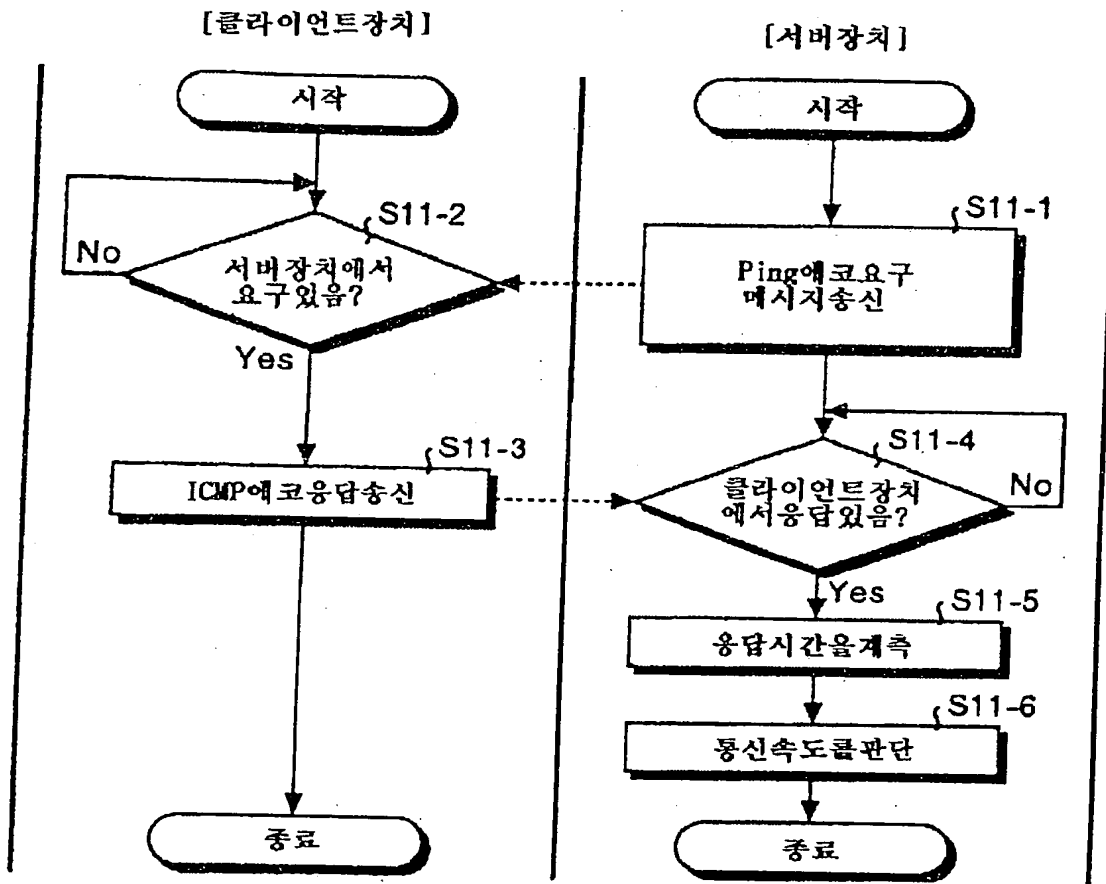 [클라이언트장치]
[서버장치]
시작
시작
S11-2
S11-1
No
서버장치에서
요구있음?
Ping에코요구
메시지송신
Yes
S11-3
S11-4
ICMP에코응답송신
클라이언트장치
에서응답있음?
No
Yes
S11-5
응답시간을계측
S11-6
통신속도를판단
종료
종료